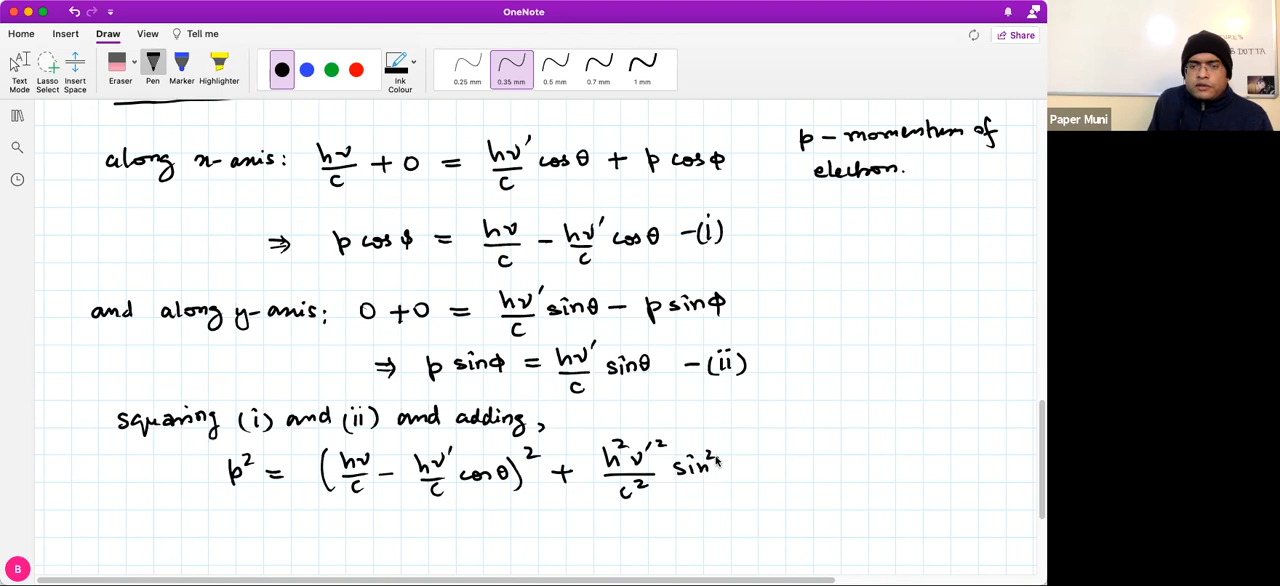 OneNote
Home Insert Draw View Tell me
Share
Text Mode
Lasso Select
Insert Space
Eraser
Pen
Marker
Highlighter
Ink Colour
0.25 mm
0.35 mm
0.5 mm
0.7 mm
1 mm
DOTTA
Paper Muni
along x-axis: hν/c + 0 = hν'/c cosθ + p cosϕ
p – momentum of
electron.
⇒ p cosϕ = hν/c − hν'/c cosθ –(i)
and along y-axis: 0 + 0 = hν'/c sinθ − p sinϕ
⇒ p sinϕ = hν'/c sinθ –(ii)
squaring (i) and (ii) and adding,
p² = (hν/c − hν'/c cosθ)² + h²ν'²/c² sin²
B